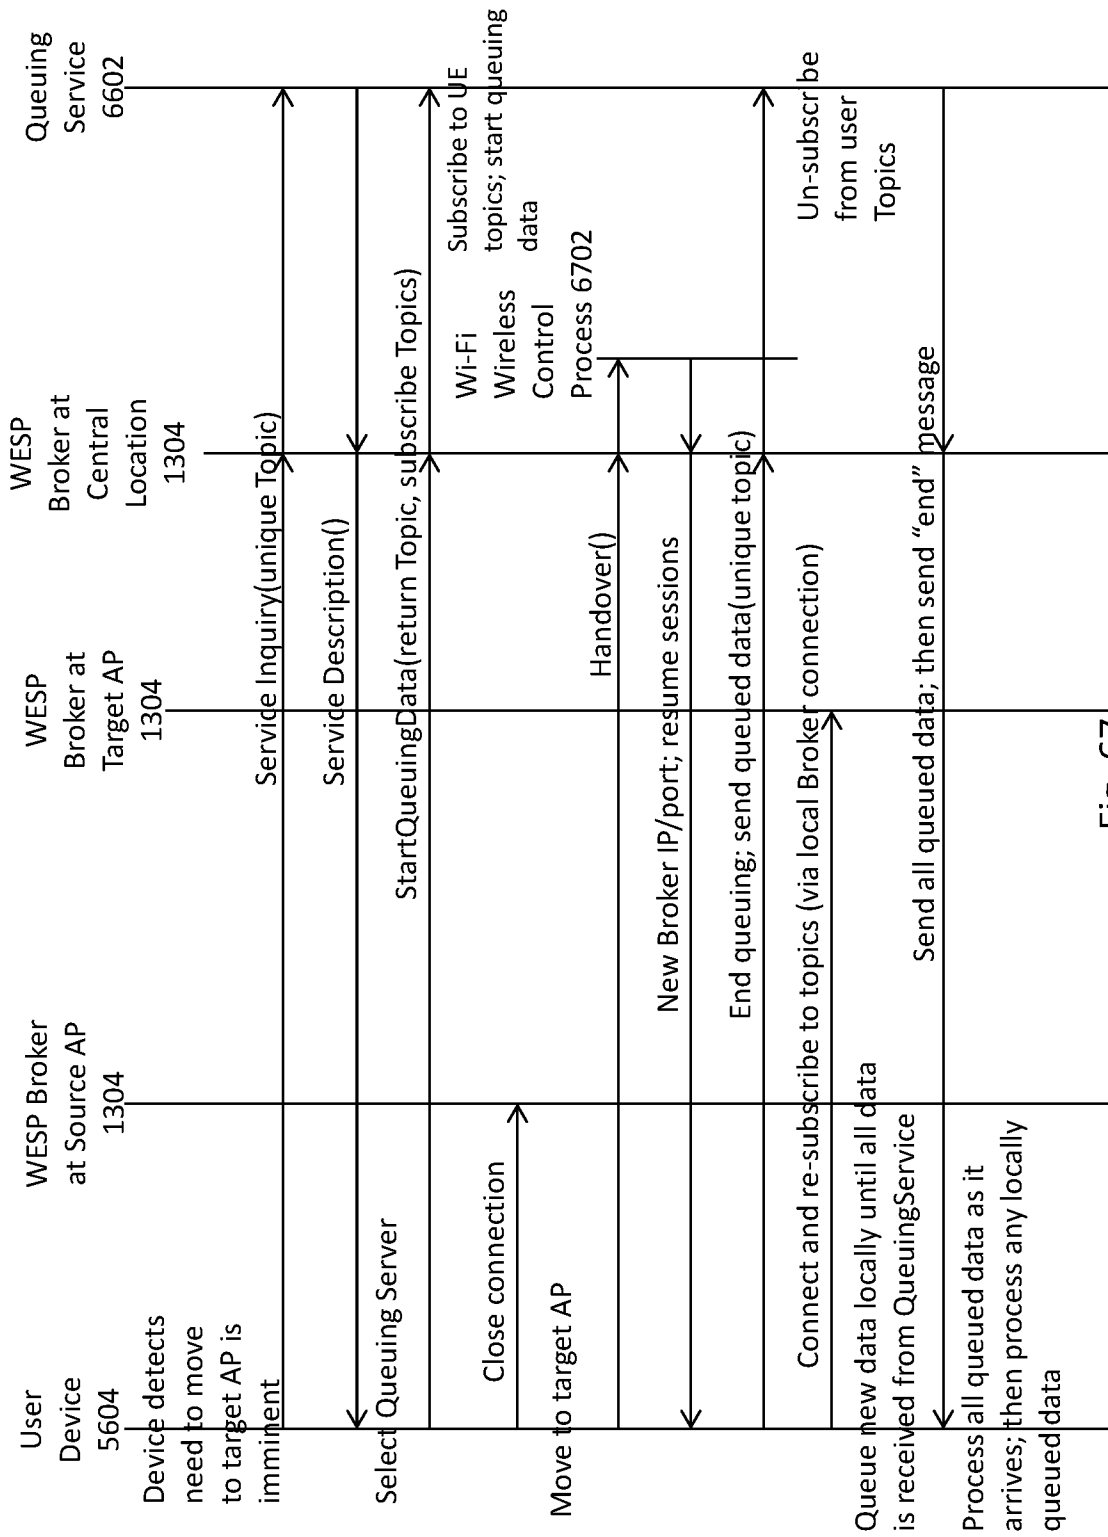 User
Device
5604
WESP Broker
at Source AP
1304
WESP
Broker at
Target AP
1304
WESP
Broker at
Central
Location
1304
Queuing
Service
6602
Device detects
need to move
to target AP is
imminent
Service Inquiry(unique Topic)
Service Description()
Select Queuing Server
StartQueuingData(return Topic, subscribe Topics)
Subscribe to UE
topics; start queuing
data
Wi-Fi
Wireless
Control
Process 6702
Close connection
Move to target AP
Handover()
New Broker IP/port; resume sessions
End queuing; send queued data(unique topic)
Un-subscribe
from user
Topics
Connect and re-subscribe to topics (via local Broker connection)
Queue new data locally until all data
is received from QueuingService
Send all queued data; then send “end” message
Process all queued data as it
arrives; then process any locally
queued data
Fig. 67